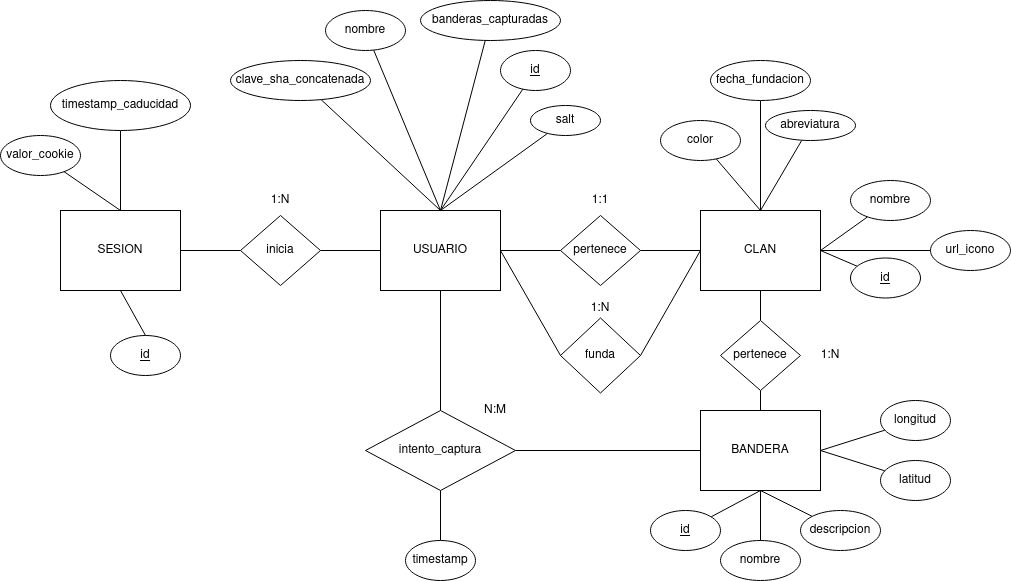 banderas_capturadas
nombre
id
clave_sha_concatenada
fecha_fundacion
timestamp_caducidad
salt
abreviatura
color
valor_cookie
1:N
1:1
nombre
SESION
inicia
USUARIO
pertenece
CLAN
url_icono
id
1:N
id
funda
pertenece
1:N
N:M
longitud
intento_captura
BANDERA
latitud
id
descripcion
timestamp
nombre